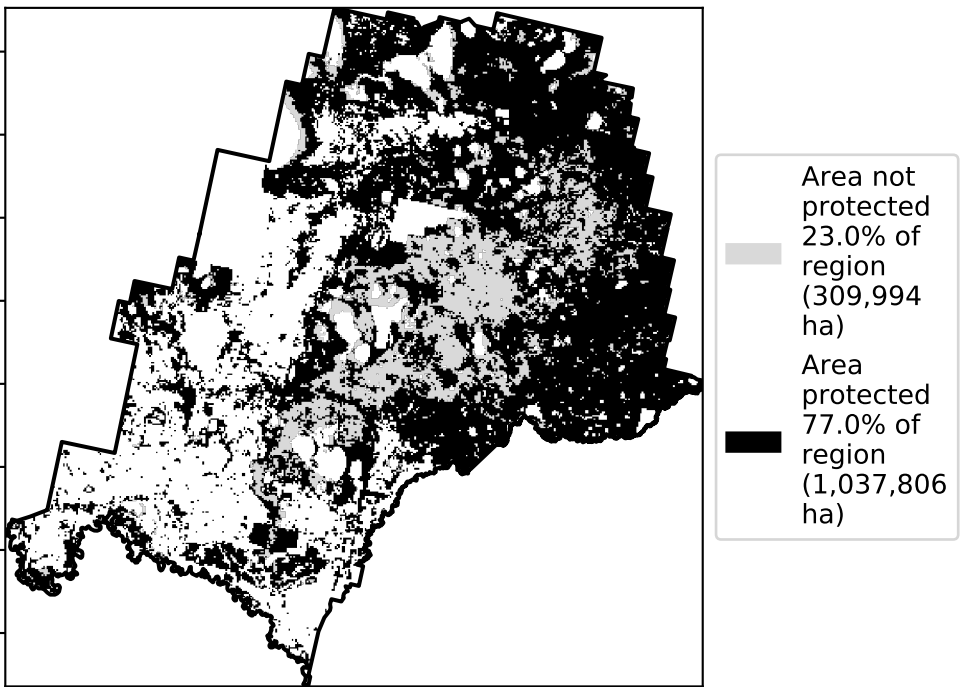 Area not
protected
23.0% of
region
(309,994
ha)
Area
protected
77.0% of
region
(1,037,806
ha)